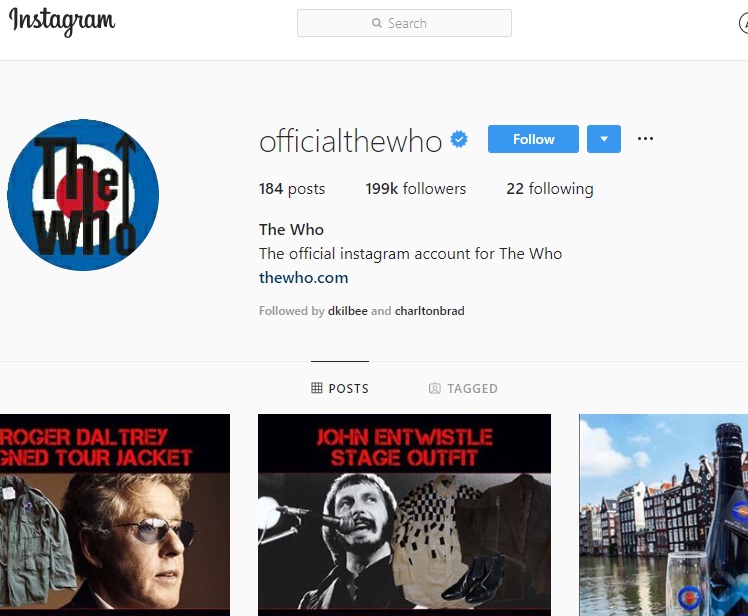 Instagram
Search
The
Who
officialthewho
Follow
184 posts 199k followers 22 following
The Who
The official instagram account for The Who
thewho.com
Followed by dkilbee and charltonbrad
POSTS TAGGED
ROGER DALTREY
GNED TOUR JACKET
JOHN ENTWISTLE
STAGE OUTFIT